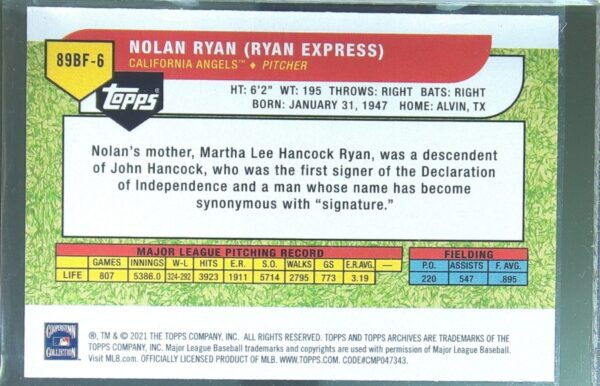 89BF-6
NOLAN RYAN (RYAN EXPRESS)
CALIFORNIA ANGELS™ ♦ PITCHER
Topps®
HT: 6'2" WT: 195 THROWS: RIGHT BATS: RIGHT
BORN: JANUARY 31, 1947 HOME: ALVIN, TX
Nolan's mother, Martha Lee Hancock Ryan, was a descendent
of John Hancock, who was the first signer of the Declaration
of Independence and a man whose name has become
synonymous with “signature.”
MAJOR LEAGUE PITCHING RECORD
GAMES INNINGS W-L HITS E.R. S.O. WALKS GS E.R.AVG. —
LIFE 807 5386.0 324-292 3923 1911 5714 2795 773 3.19
FIELDING
P.O. ASSISTS F. AVG.
220 547 .895
COOPERSTOWN
COLLECTION
®, TM & © 2021 THE TOPPS COMPANY, INC. ALL RIGHTS RESERVED. TOPPS AND TOPPS ARCHIVES ARE TRADEMARKS OF THE
TOPPS COMPANY, INC. Major League Baseball trademarks and copyrights are used with permission of Major League Baseball.
Visit MLB.com. OFFICIALLY LICENSED PRODUCT OF MLB. WWW.TOPPS.COM. CODE#CMP047343.